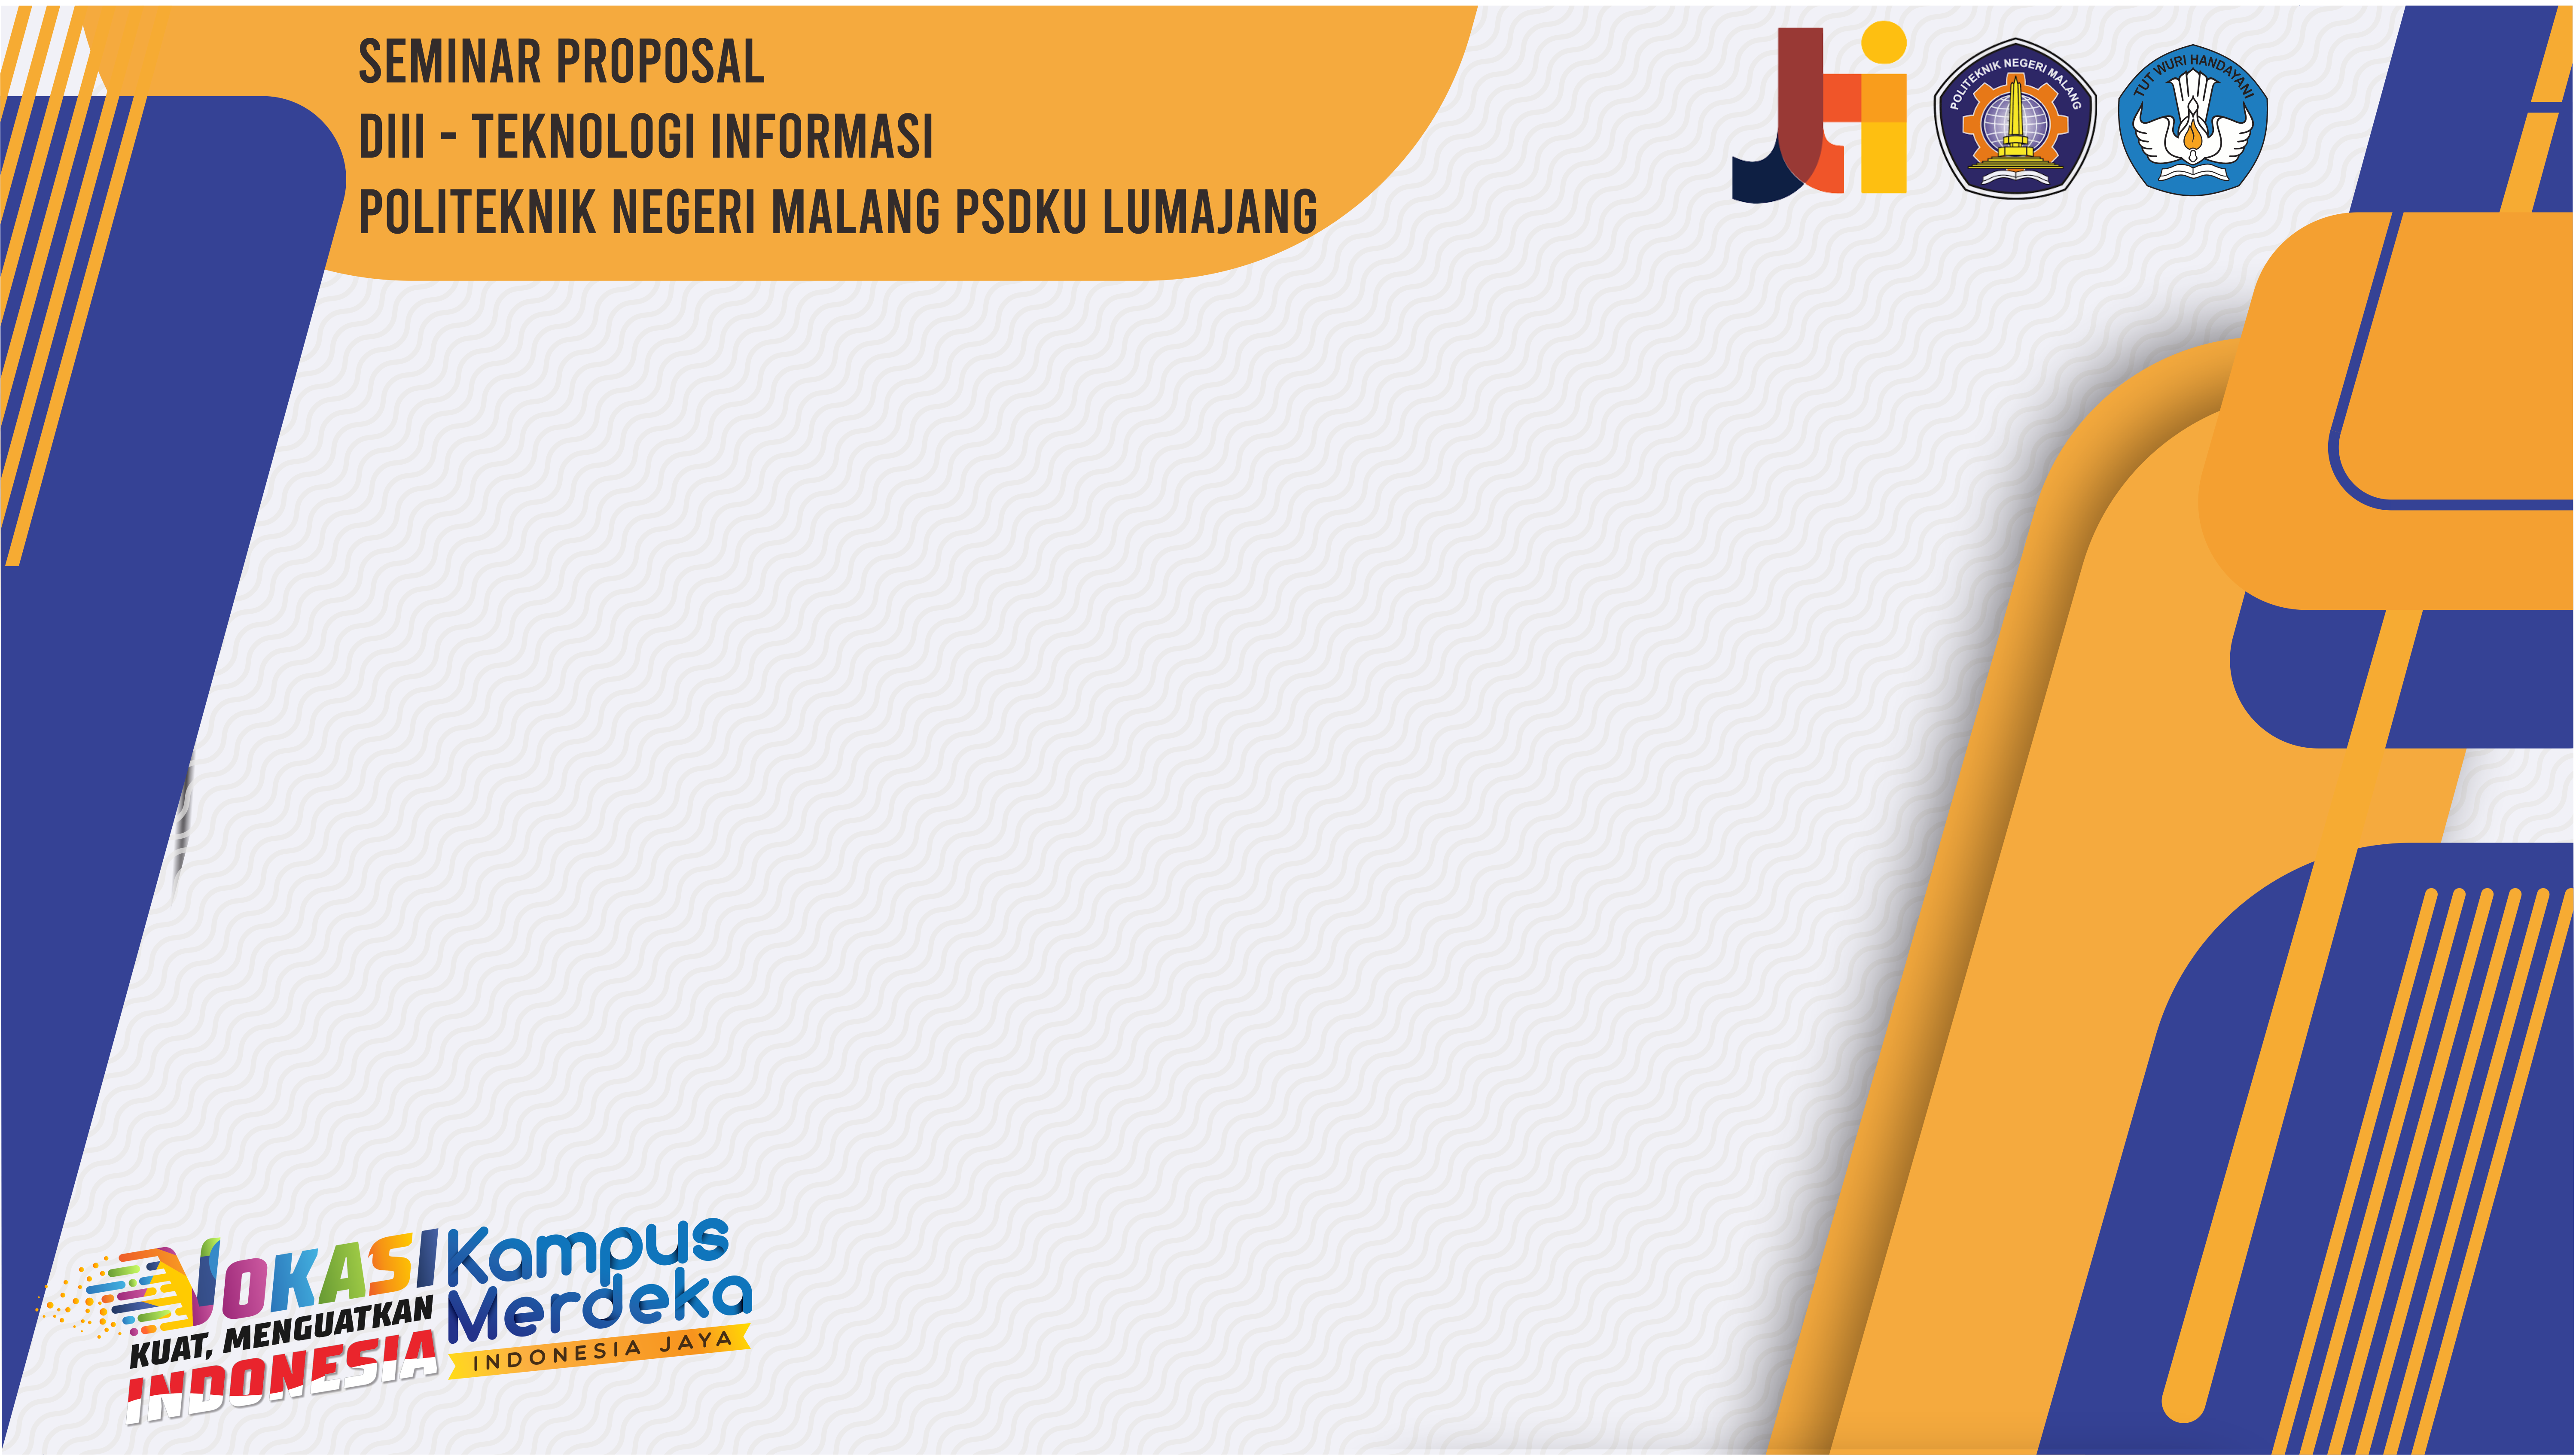 SEMINAR PROPOSAL
DIII - TEKNOLOGI INFORMASI
POLITEKNIK NEGERI MALANG PSDKU LUMAJANG
Jti
POLITEKNIK NEGERI MALANG
TUT WURI HANDAYANI
VOKASI
KUAT, MENGUATKAN
INDONESIA
Kampus
Merdeka
INDONESIA JAYA